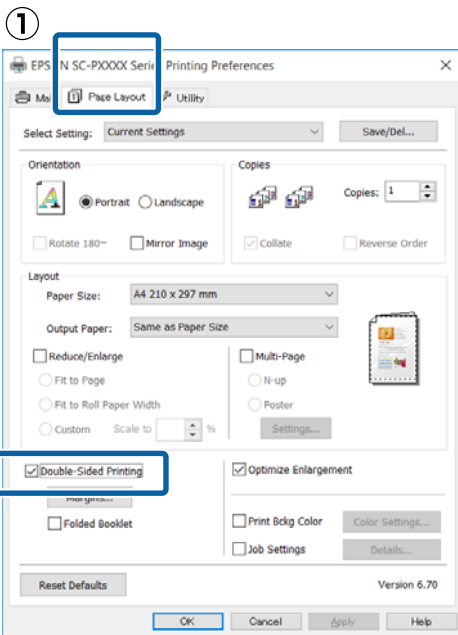 ①
EPS N SC-PXXXX Serie Printing Preferences
Ma Page Layout Utility
Select Setting: Current Settings Save/Del...
Orientation Copies
Portrait Landscape Copies: 1
Rotate 180° Mirror Image Collate Reverse Order
Layout
Paper Size: A4 210 x 297 mm
Output Paper: Same as Paper Size
Reduce/Enlarge Multi-Page
Fit to Page N-up
Fit to Roll Paper Width Poster
Custom Scale to % Settings...
Double-Sided Printing Optimize Enlargement
Margins...
Folded Booklet Print Bckg Color Color Settings...
Job Settings Details...
Reset Defaults Version 6.70
OK Cancel Apply Help